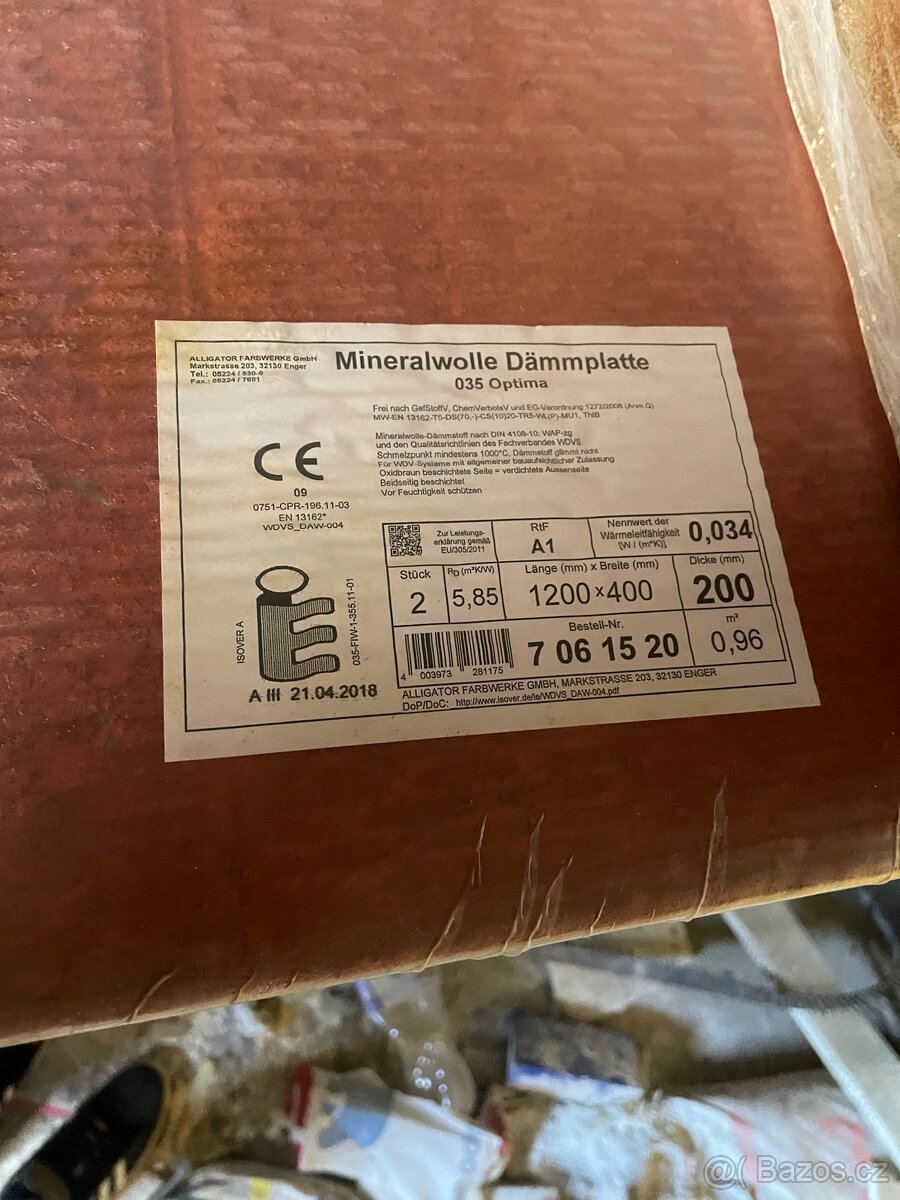 ALLIGATOR FARBWERKE GmbH
Markstrasse 203, 32130 Enger
Tel.: 05224 / 930-0
Fax.: 05224 / 7881
Mineralwolle Dämmplatte
035 Optima
Frei nach GefStoffV, ChemVerbotsV und EG-Verordnung 1272/2008 (Anm.Q)
MW-EN 13162-T5-DS(70,-)-CS(10)20-TR5-WL(P)-MU1, ThIB
Mineralwolle-Dämmstoff nach DIN 4108-10: WAP-zg
und den Qualitätsrichtlinien des Fachverbandes WDVS.
Schmelzpunkt mindestens 1000°C, Dämmstoff glimmt nicht
Für WDV-Systeme mit allgemeiner bauaufsichtlicher Zulassung
Oxidbraun beschichtete Seite = verdichtete Aussenseite
Beidseitig beschichtet
Vor Feuchtigkeit schützen
CE
09
0751-CPR-196.11-03
EN 13162*
WDVS_DAW-004
Zur Leistungs-
erklärung gemäß
EU/305/2011
RtF
A1
Nennwert der
Wärmeleitfähigkeit
[W / (m*K)]
0,034
Stück
2
RD (m²K/W)
5,85
Länge (mm) x Breite (mm)
1200 x 400
Dicke (mm)
200
ISOVER A
035-FIW-1-355.11-01
A III 21.04.2018
4 003973 281175
Bestell-Nr.
7 06 15 20
m²
0,96
ALLIGATOR FARBWERKE GMBH, MARKSTRASSE 203, 32130 ENGER
DoP/DoC: http://www.isover.de/le/WDVS_DAW-004.pdf
@( Bazos.cz